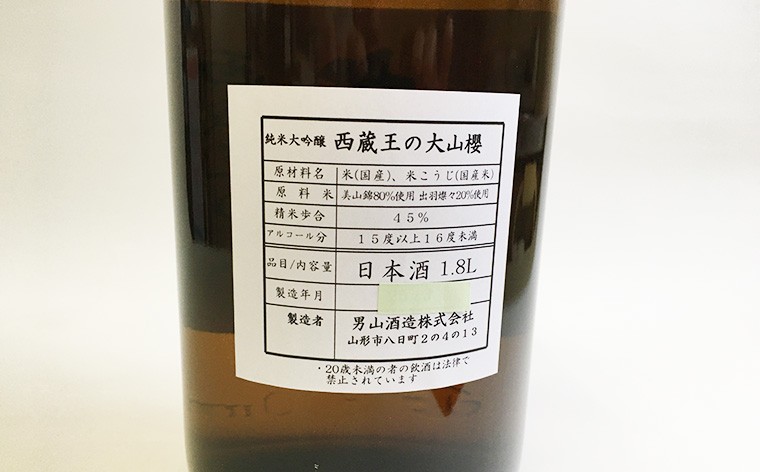 純米大吟醸 西蔵王の大山櫻
原材料名 米(国産)、米こうじ(国産米)
原料米 美山錦80%使用 出羽燦々20%使用
精米歩合 45%
アルコール分 15度以上16度未満
品目/内容量 日本酒 1.8L
製造年月
製造者 男山酒造株式会社
山形市八日町2の4の13
・20歳未満の者の飲酒は法律で
禁止されています